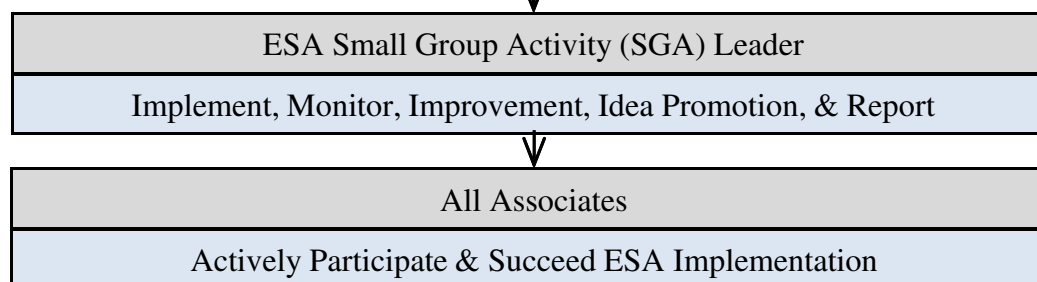 ESA Small Group Activity (SGA) Leader
Implement, Monitor, Improvement, Idea Promotion, & Report
All Associates
Actively Participate & Succeed ESA Implementation